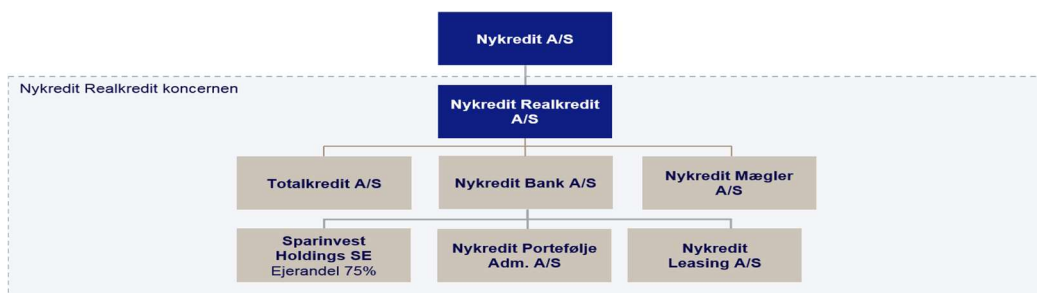 Nykredit A/S
Nykredit Realkredit koncernen
Nykredit Realkredit
A/S
Totalkredit A/S
Nykredit Bank A/S
Nykredit Mægler
A/S
Sparinvest
Holdings SE
Ejerandel 75%
Nykredit Portefølje
Adm. A/S
Nykredit
Leasing A/S